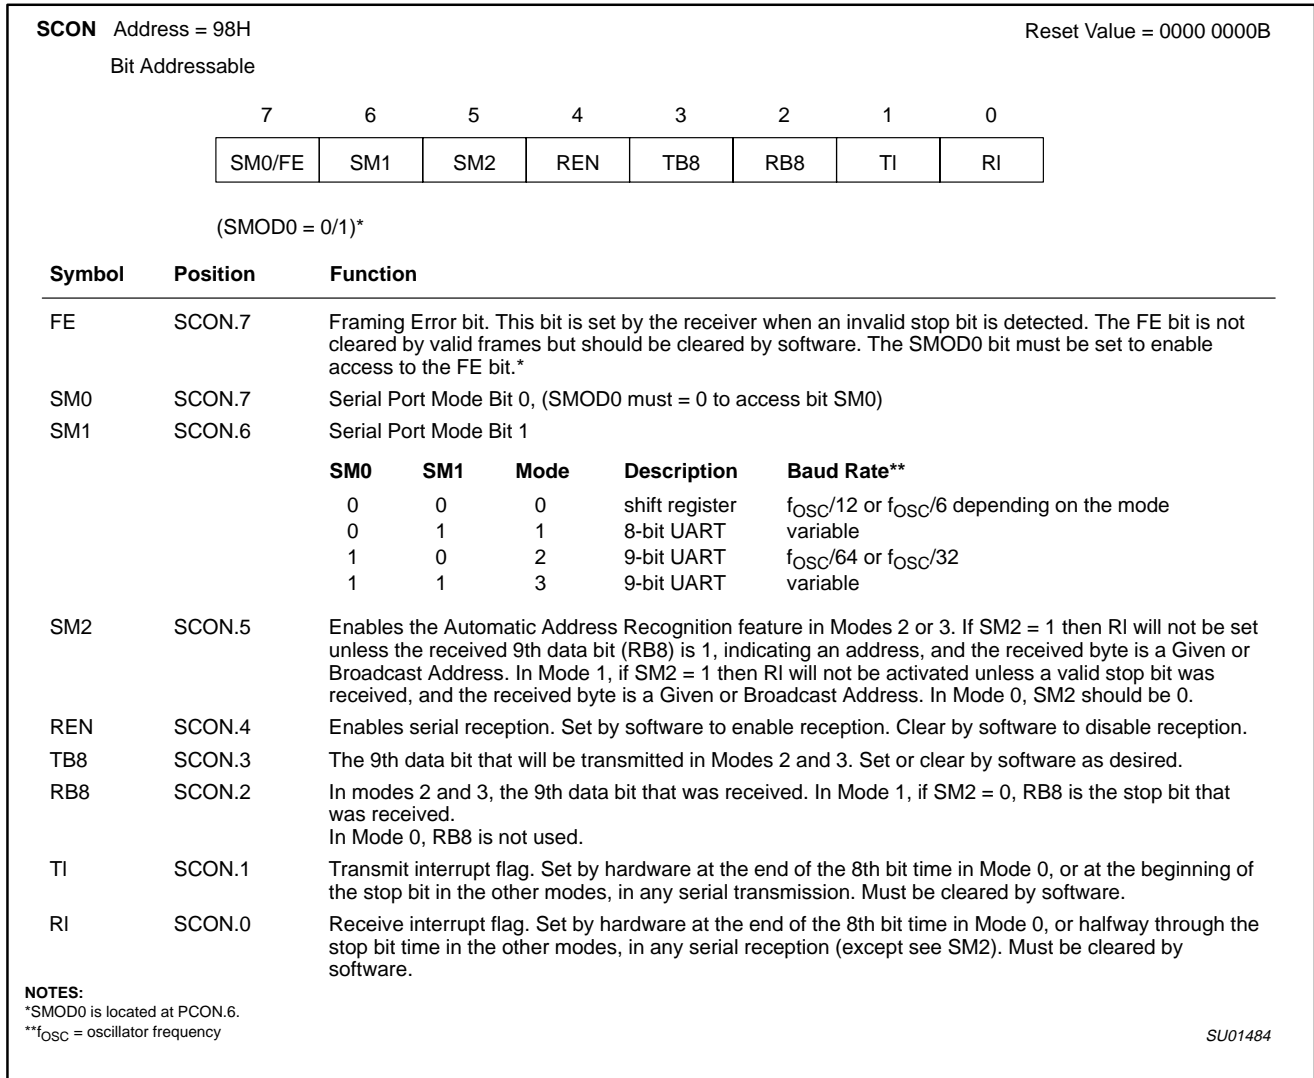 SCON Address = 98H Reset Value = 0000 0000B
Bit Addressable
7 6 5 4 3 2 1 0
SM0/FE SM1 SM2 REN TB8 RB8 TI RI
(SMOD0 = 0/1)*
Symbol Position Function
FE SCON.7 Framing Error bit. This bit is set by the receiver when an invalid stop bit is detected. The FE bit is not
cleared by valid frames but should be cleared by software. The SMOD0 bit must be set to enable
access to the FE bit.*
SM0 SCON.7 Serial Port Mode Bit 0, (SMOD0 must = 0 to access bit SM0)
SM1 SCON.6 Serial Port Mode Bit 1
SM0 SM1 Mode Description Baud Rate**
0 0 0 shift register fOSC/12 or fOSC/6 depending on the mode
0 1 1 8-bit UART variable
1 0 2 9-bit UART fOSC/64 or fOSC/32
1 1 3 9-bit UART variable
SM2 SCON.5 Enables the Automatic Address Recognition feature in Modes 2 or 3. If SM2 = 1 then RI will not be set
unless the received 9th data bit (RB8) is 1, indicating an address, and the received byte is a Given or
Broadcast Address. In Mode 1, if SM2 = 1 then RI will not be activated unless a valid stop bit was
received, and the received byte is a Given or Broadcast Address. In Mode 0, SM2 should be 0.
REN SCON.4 Enables serial reception. Set by software to enable reception. Clear by software to disable reception.
TB8 SCON.3 The 9th data bit that will be transmitted in Modes 2 and 3. Set or clear by software as desired.
RB8 SCON.2 In modes 2 and 3, the 9th data bit that was received. In Mode 1, if SM2 = 0, RB8 is the stop bit that
was received.
In Mode 0, RB8 is not used.
TI SCON.1 Transmit interrupt flag. Set by hardware at the end of the 8th bit time in Mode 0, or at the beginning of
the stop bit in the other modes, in any serial transmission. Must be cleared by software.
RI SCON.0 Receive interrupt flag. Set by hardware at the end of the 8th bit time in Mode 0, or halfway through the
stop bit time in the other modes, in any serial reception (except see SM2). Must be cleared by
software.
NOTES:
*SMOD0 is located at PCON.6.
**fOSC = oscillator frequency
SU01484